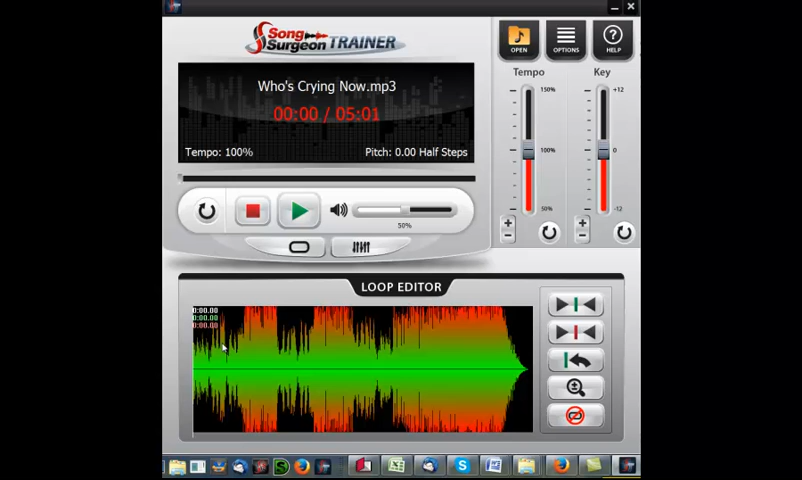 Song
Surgeon TRAINER
OPEN
OPTIONS
HELP
Who's Crying Now.mp3
00:00 / 05:01
Tempo: 100%
Pitch: 0.00 Half Steps
Tempo
Key
150%
100%
50%
+12
0
-12
50%
LOOP EDITOR
0:00.00
0:00.00
0:00.00